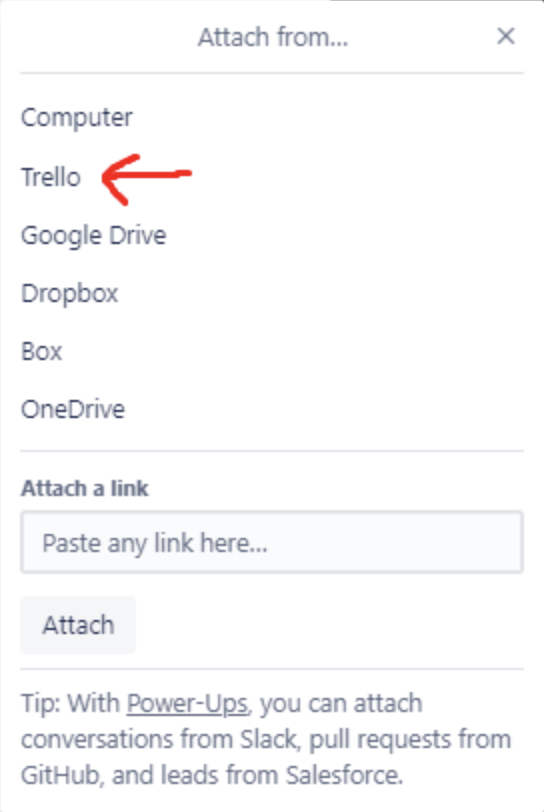 Attach from...
Computer
Trello
Google Drive
Dropbox
Box
OneDrive
Attach a link
Paste any link here...
Attach
Tip: With Power-Ups, you can attach
conversations from Slack, pull requests from
GitHub, and leads from Salesforce.